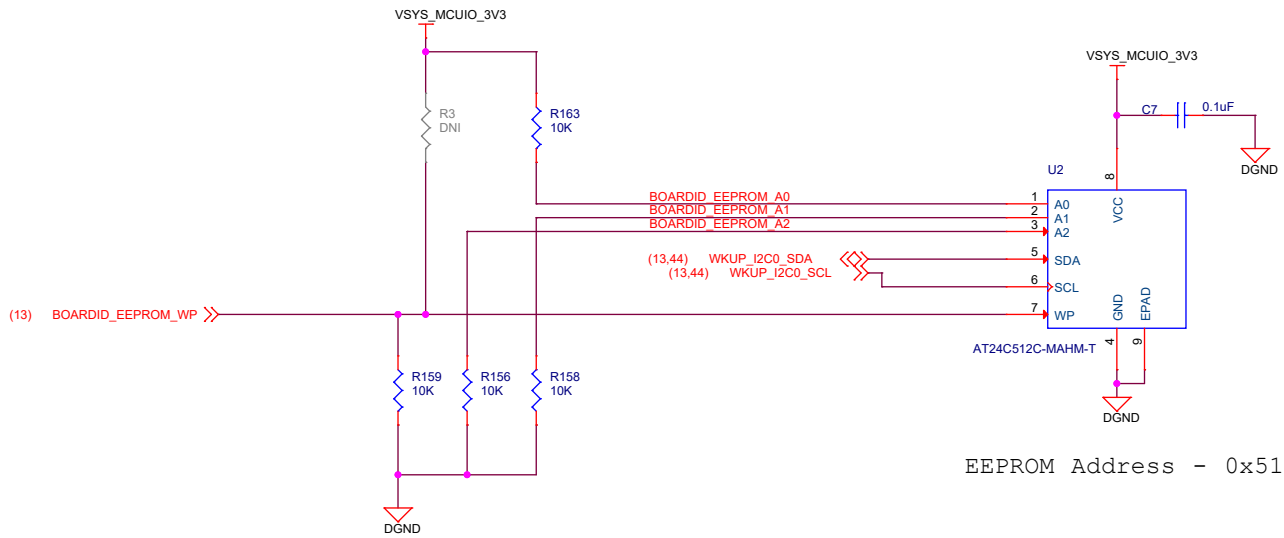 VSYS_MCUIO_3V3
VSYS_MCUIO_3V3
R3
DNI
R163
10K
C7
0.1uF
DGND
U2
8
VCC
BOARDID_EEPROM_A0
1
A0
BOARDID_EEPROM_A1
2
A1
BOARDID_EEPROM_A2
3
A2
(13,44) WKUP_I2C0_SDA
5
SDA
(13,44) WKUP_I2C0_SCL
6
SCL
(13) BOARDID_EEPROM_WP
7
WP
GND
EPAD
4
9
AT24C512C-MAHM-T
R159
10K
R156
10K
R158
10K
DGND
EEPROM Address - 0x51
DGND